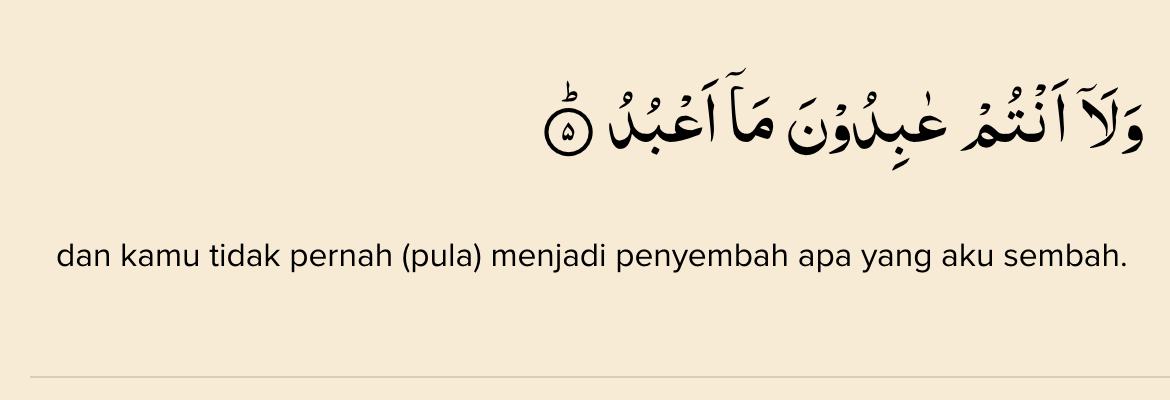 وَلَآ اَنْتُمْ عٰبِدُوْنَ مَآ اَعْبُدُ ۗ ۝٥
dan kamu tidak pernah (pula) menjadi penyembah apa yang aku sembah.